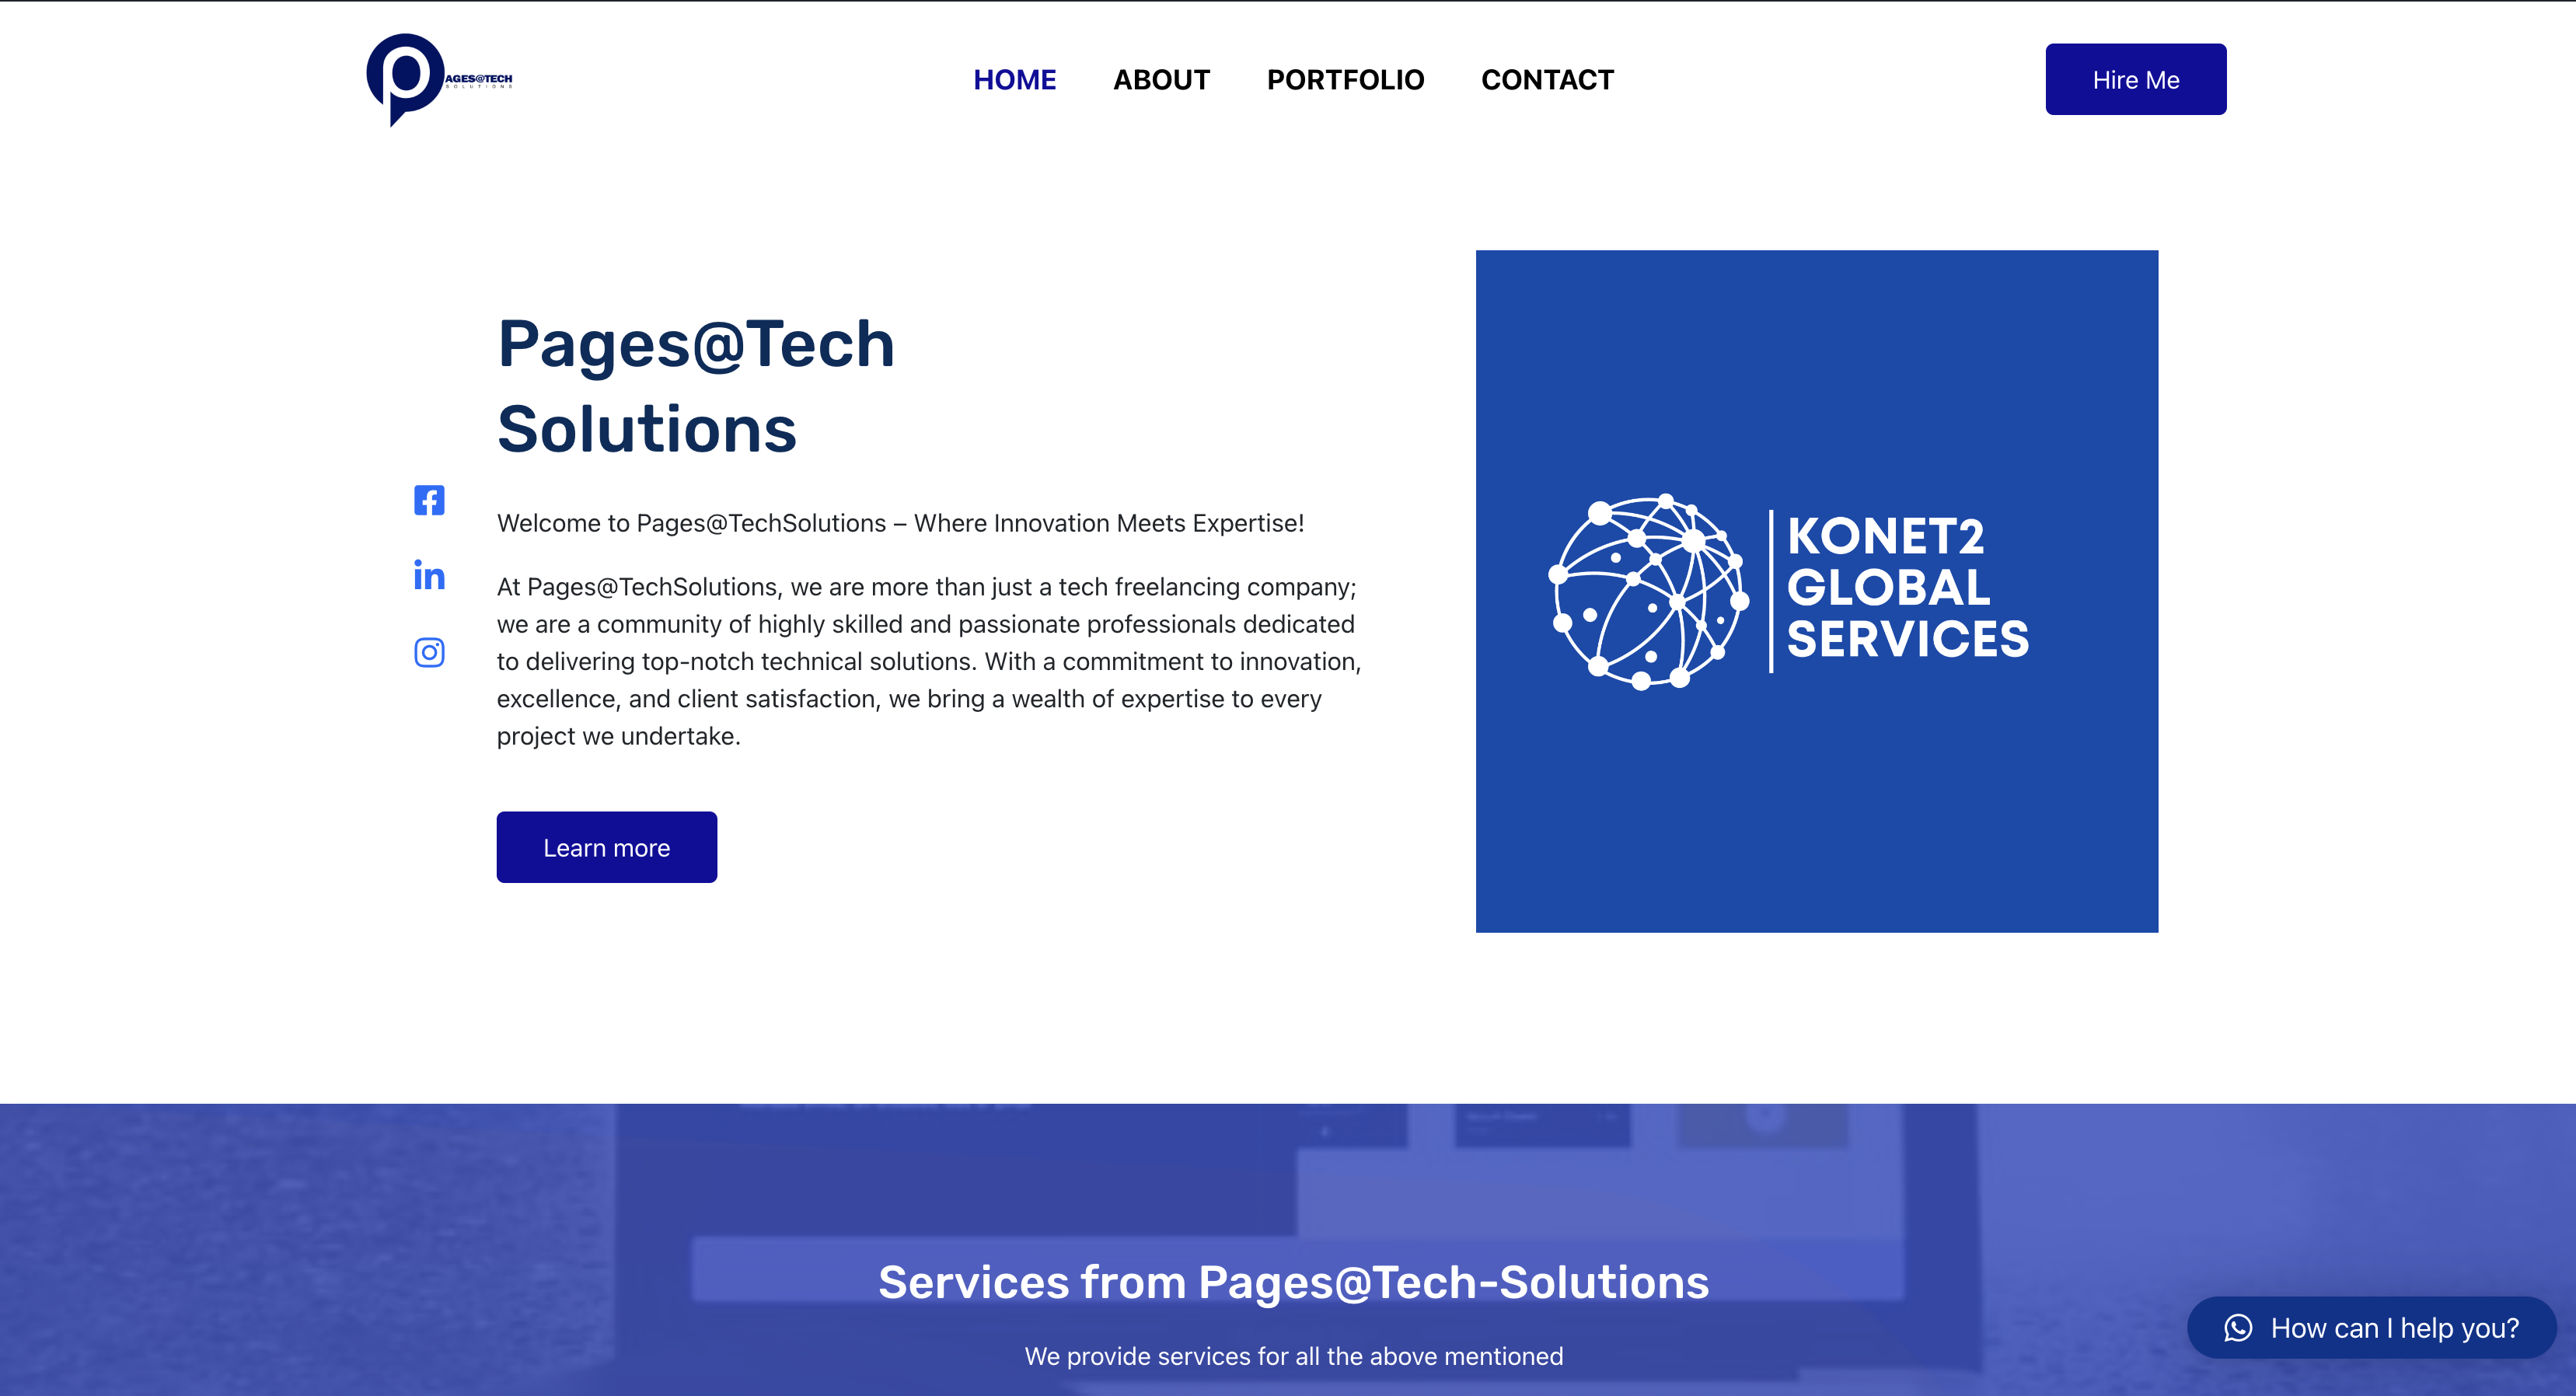 AGES@TECH
SOLUTIONS
HOME ABOUT PORTFOLIO CONTACT
Hire Me
Pages@Tech
Solutions
Welcome to Pages@TechSolutions – Where Innovation Meets Expertise!
At Pages@TechSolutions, we are more than just a tech freelancing company;
we are a community of highly skilled and passionate professionals dedicated
to delivering top-notch technical solutions. With a commitment to innovation,
excellence, and client satisfaction, we bring a wealth of expertise to every
project we undertake.
Learn more
KONET2
GLOBAL
SERVICES
Services from Pages@Tech-Solutions
We provide services for all the above mentioned
How can I help you?